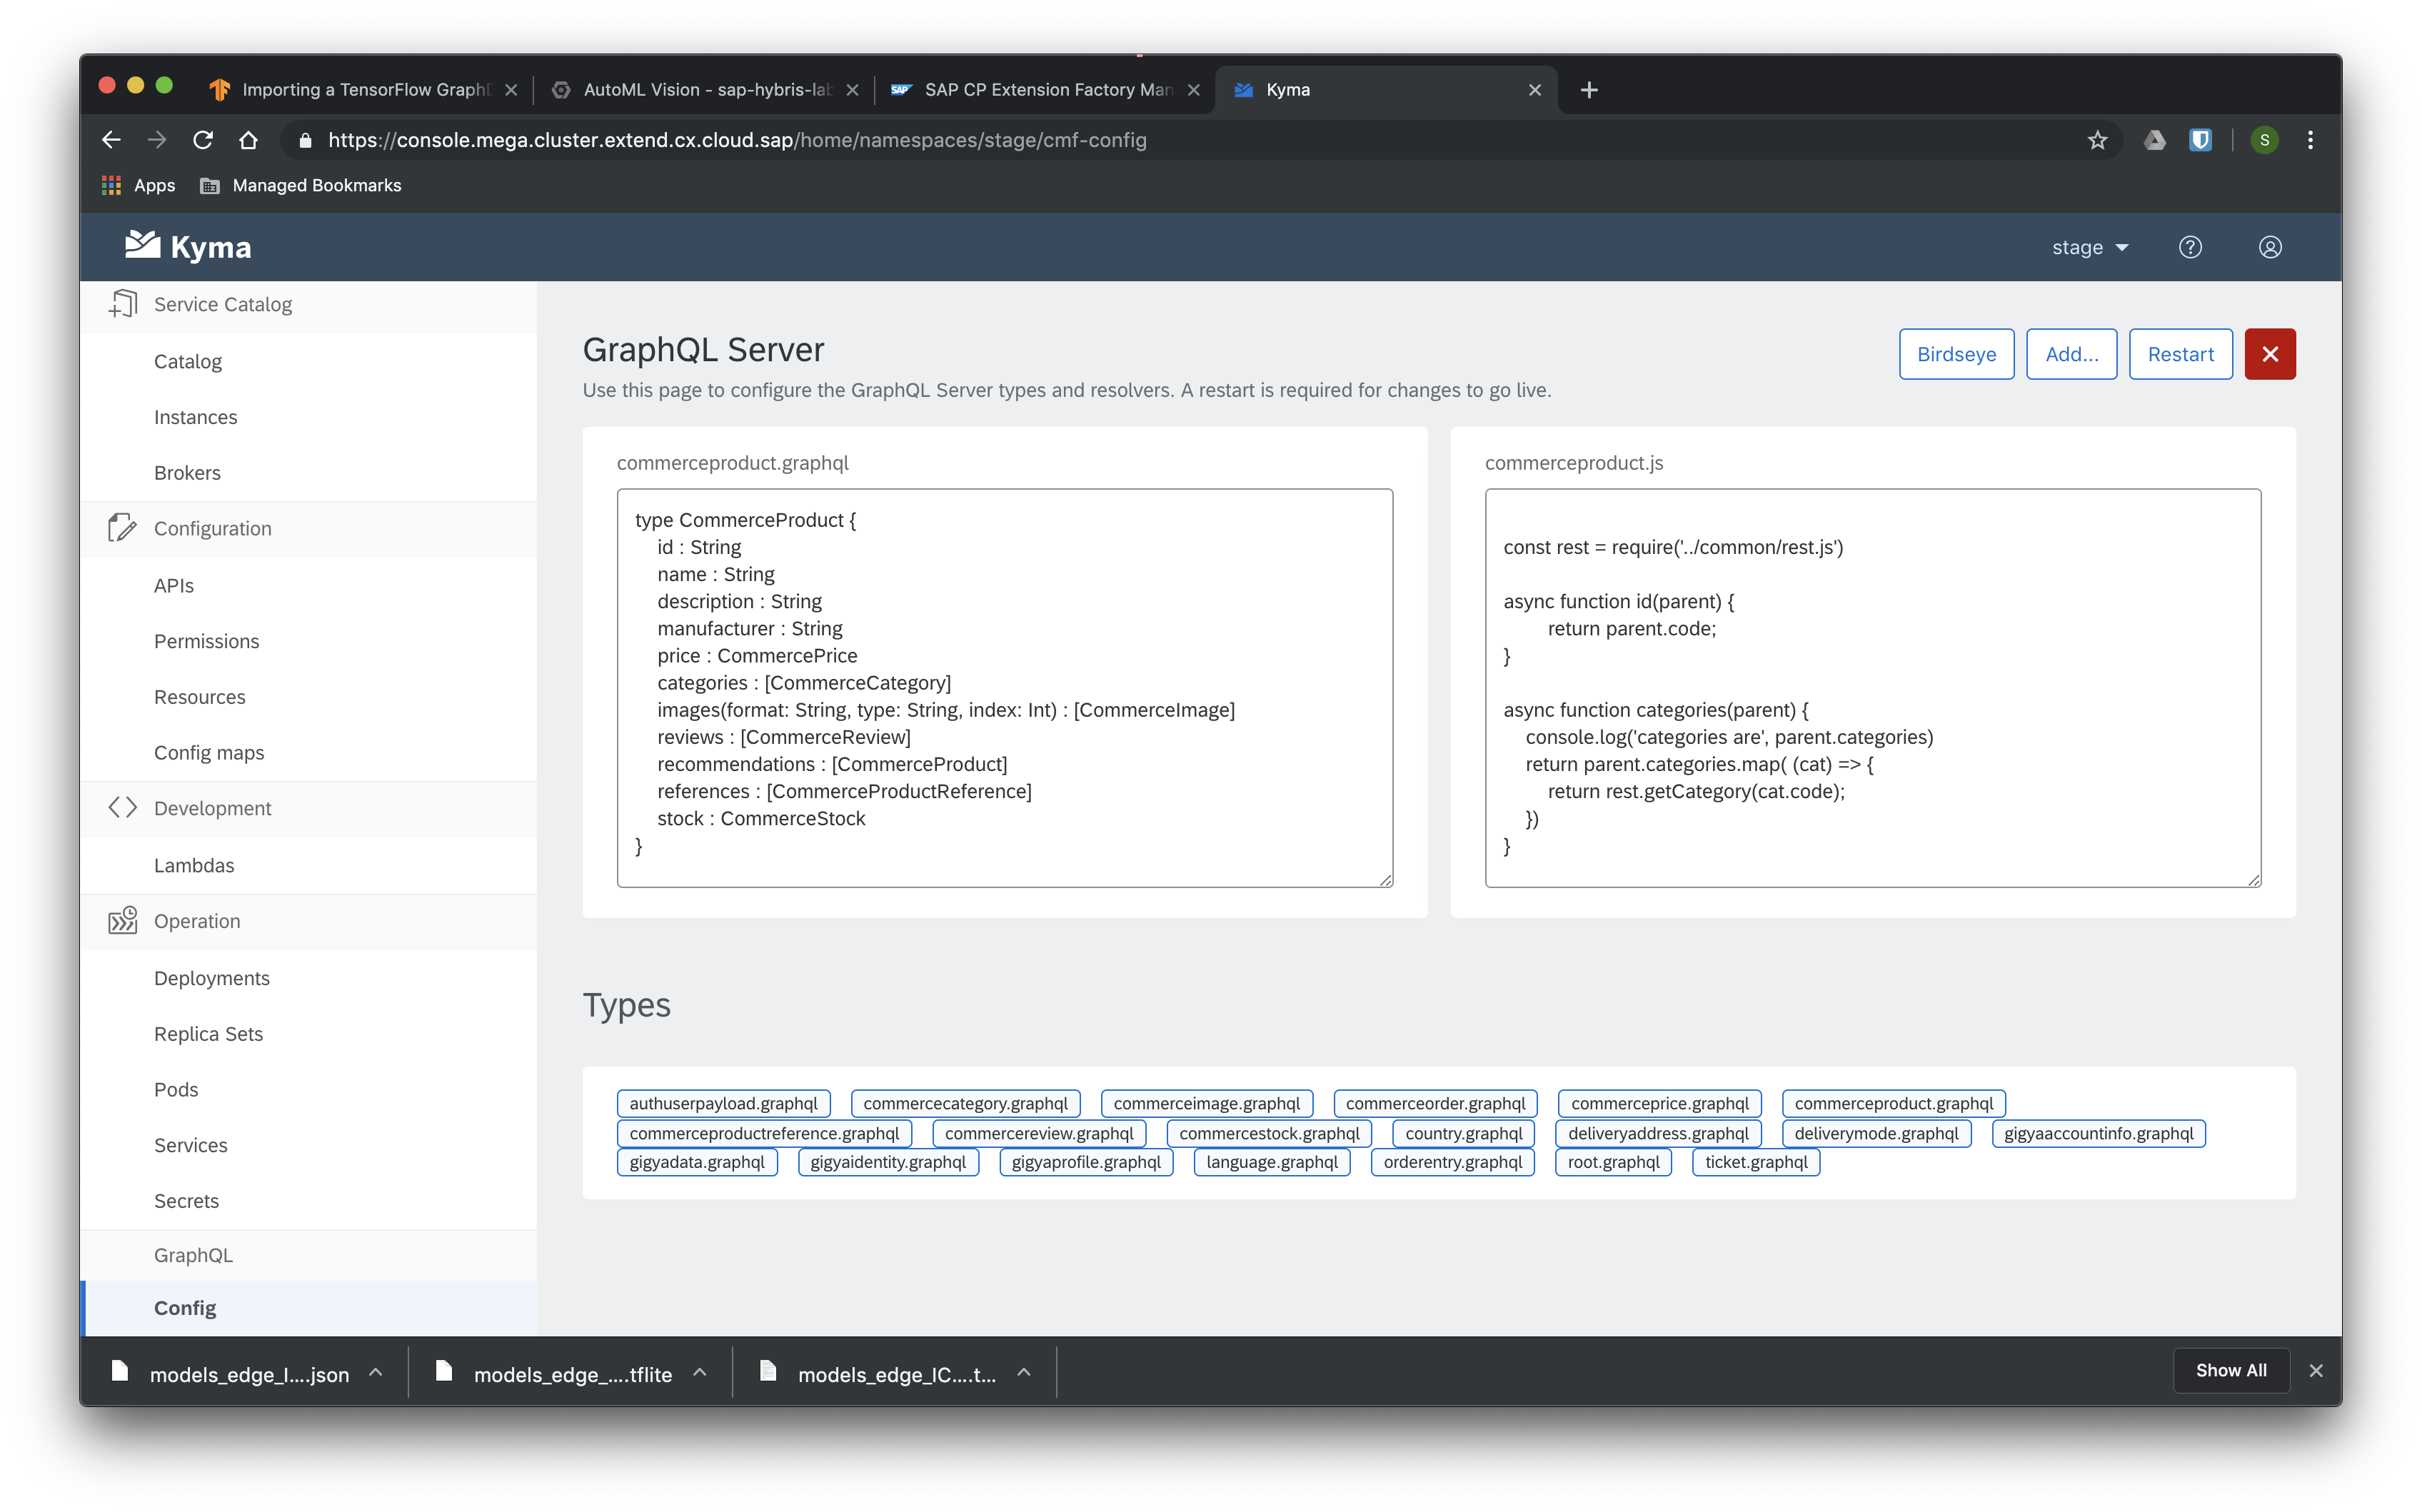 Importing a TensorFlow Graph
AutoML Vision - sap-hybris-lab
SAP CP Extension Factory Man
Kyma
https://console.mega.cluster.extend.cx.cloud.sap/home/namespaces/stage/cmf-config
S
Apps
Managed Bookmarks
Kyma
stage
Service Catalog
Catalog
Instances
Brokers
Configuration
APIs
Permissions
Resources
Config maps
Development
Lambdas
Operation
Deployments
Replica Sets
Pods
Services
Secrets
GraphQL
Config
GraphQL Server
Use this page to configure the GraphQL Server types and resolvers. A restart is required for changes to go live.
Birdseye
Add...
Restart
commerceproduct.graphql
type CommerceProduct {
id : String
name : String
description : String
manufacturer : String
price : CommercePrice
categories : [CommerceCategory]
images(format: String, type: String, index: Int) : [CommerceImage]
reviews : [CommerceReview]
recommendations : [CommerceProduct]
references : [CommerceProductReference]
stock : CommerceStock
}
commerceproduct.js
const rest = require('../common/rest.js')
async function id(parent) {
return parent.code;
}
async function categories(parent) {
console.log('categories are', parent.categories)
return parent.categories.map( (cat) => {
return rest.getCategory(cat.code);
})
}
Types
authuserpayload.graphql commercecategory.graphql commerceimage.graphql commerceorder.graphql commerceprice.graphql commerceproduct.graphql
commerceproductreference.graphql commercereview.graphql commercestock.graphql country.graphql deliveryaddress.graphql deliverymode.graphql gigyaaccountinfo.graphql
gigyadata.graphql gigyaidentity.graphql gigyaprofile.graphql language.graphql orderentry.graphql root.graphql ticket.graphql
models_edge_I....json
models_edge_....tflite
models_edge_IC....t...
Show All